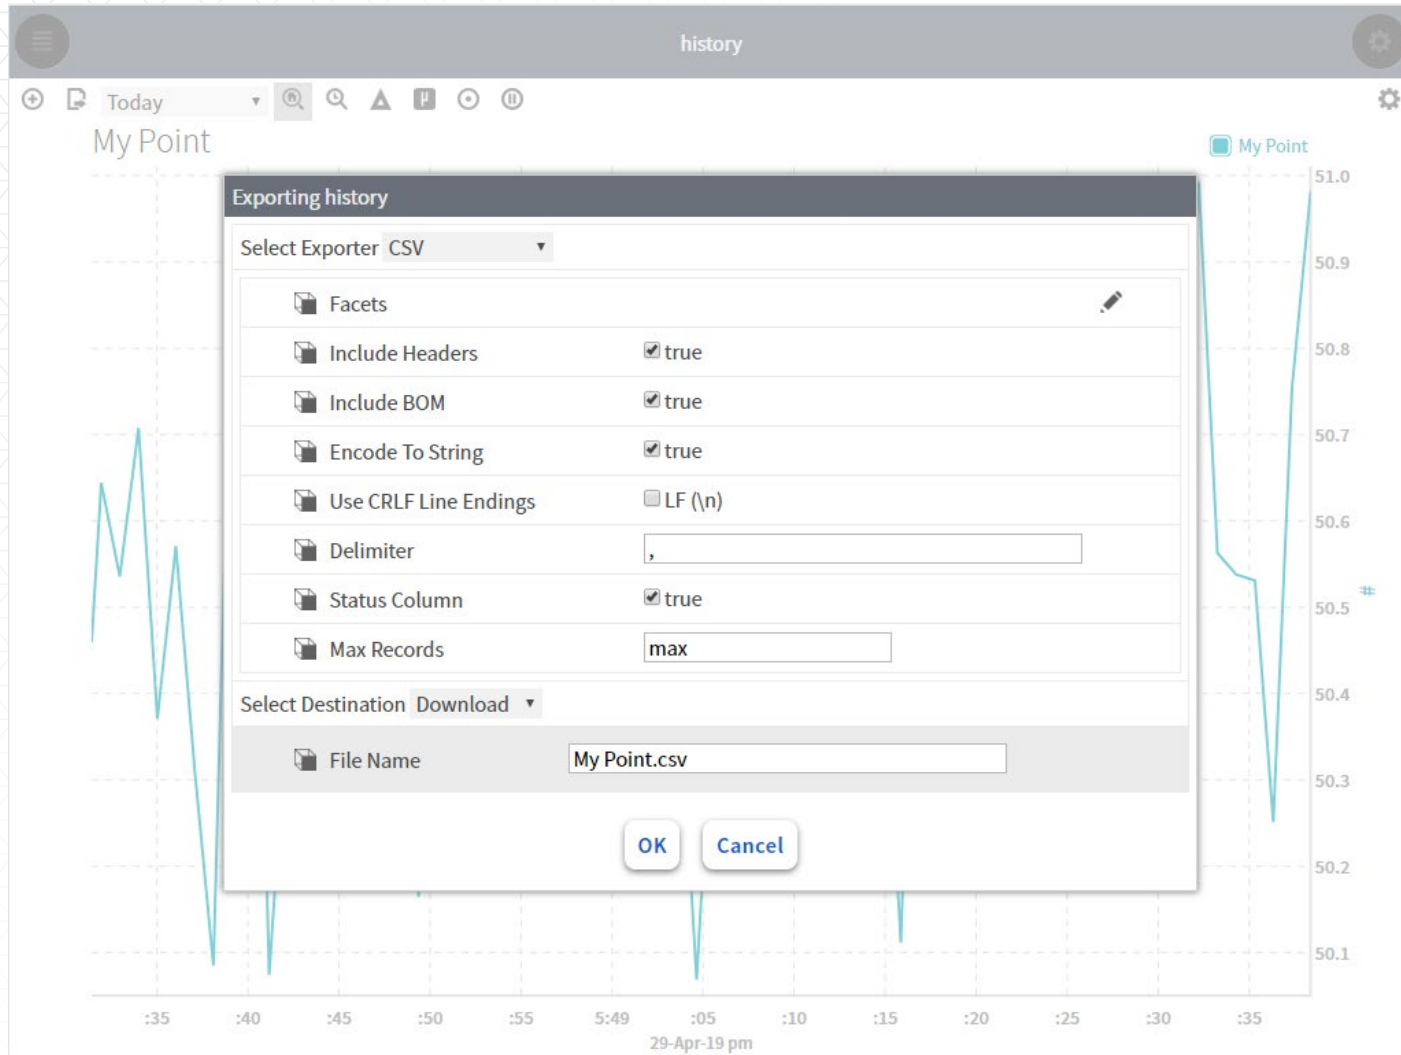 history
Today
My Point
My Point
Exporting history
Select Exporter CSV
Facets
Include Headers true
Include BOM true
Encode To String true
Use CRLF Line Endings LF (\n)
Delimiter ,
Status Column true
Max Records max
Select Destination Download
File Name My Point.csv
OK Cancel
51.0
50.9
50.8
50.7
50.6
50.5
#
50.4
50.3
50.2
50.1
:35 :40 :45 :50 :55 5:49 :05 :10 :15 :20 :25 :30 :35
29-Apr-19 pm